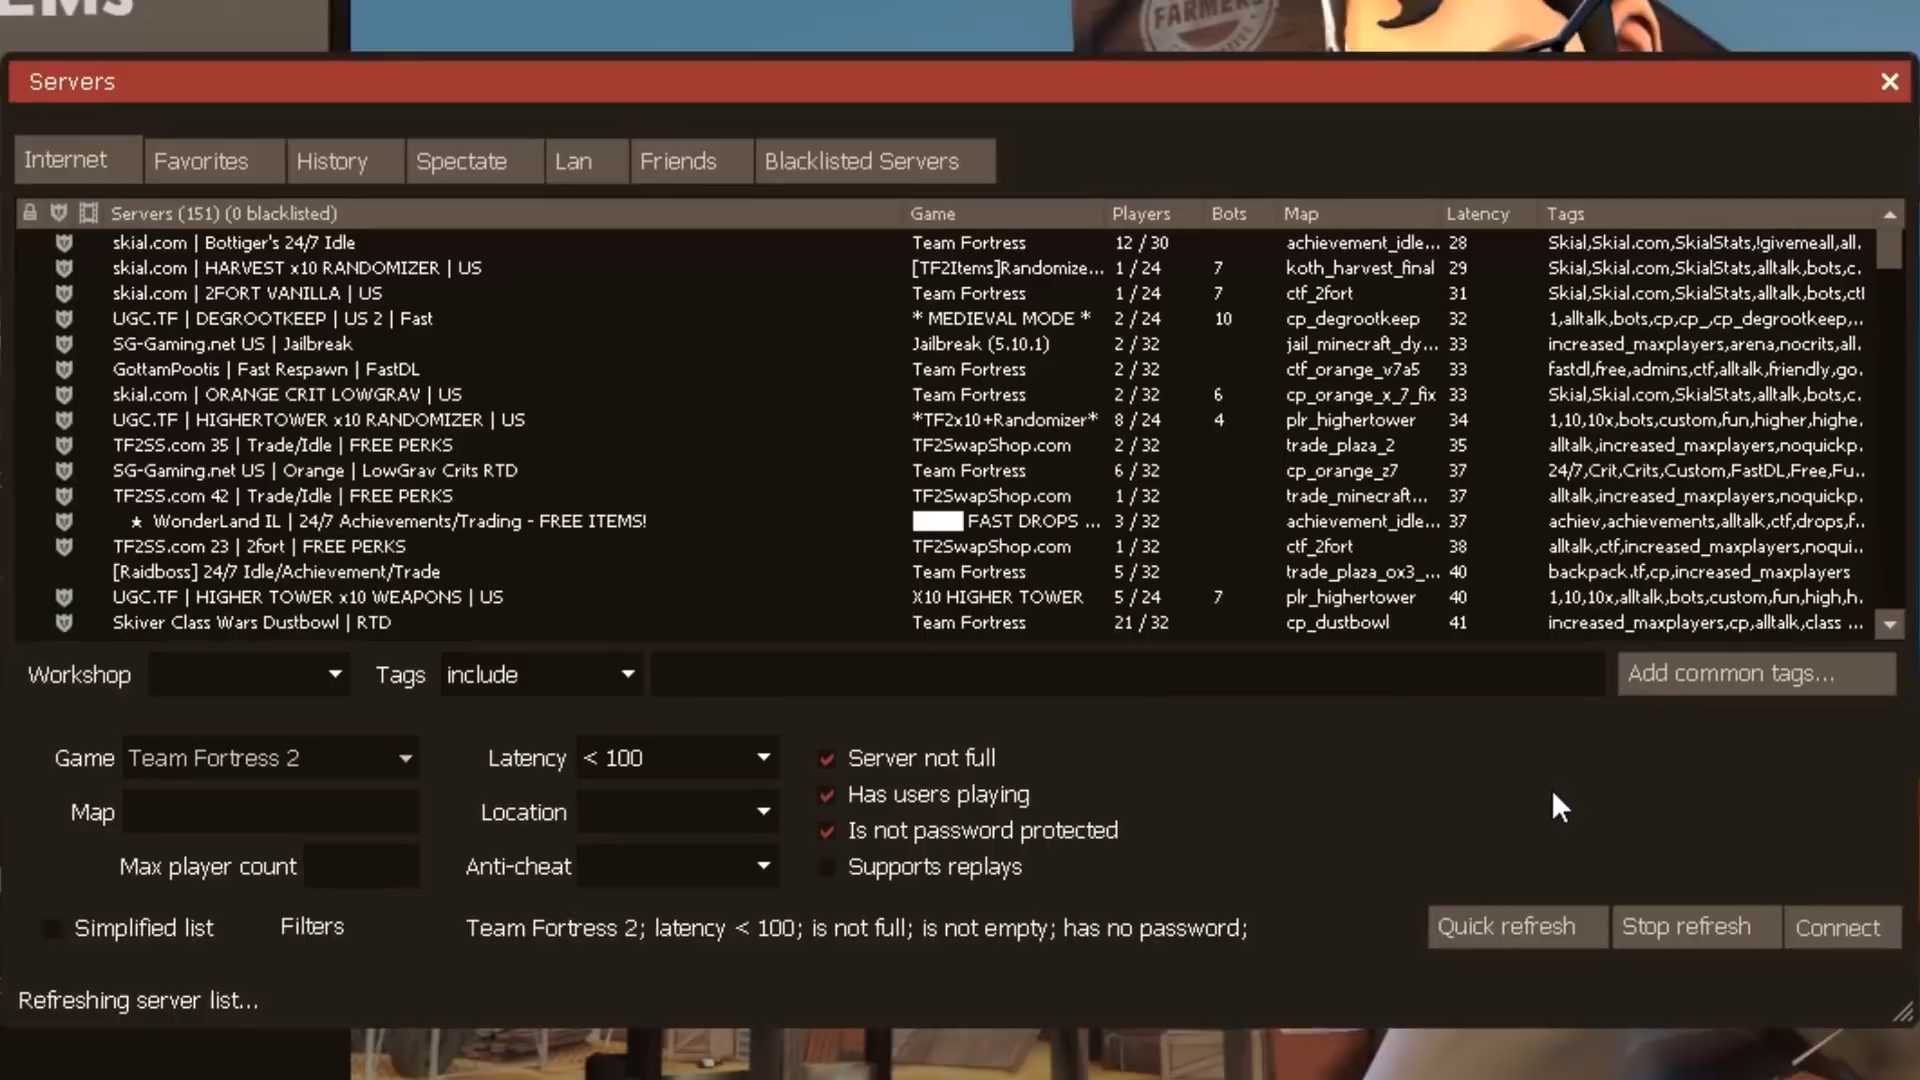 EMS
FARMERS
Servers
Internet Favorites History Spectate Lan Friends Blacklisted Servers
Servers (151) (0 blacklisted) Game Players Bots Map Latency Tags
skial.com | Bottiger's 24/7 Idle Team Fortress 12 / 30 achievement_idle... 28 Skial,Skial.com,SkialStats,!givemeall,all.
skial.com | HARVEST x10 RANDOMIZER | US [TF2Items]Randomize... 1 / 24 7 koth_harvest_final 29 Skial,Skial.com,SkialStats,alltalk,bots,c.
skial.com | 2FORT VANILLA | US Team Fortress 1 / 24 7 ctf_2fort 31 Skial,Skial.com,SkialStats,alltalk,bots,ctf
UGC.TF | DEGROOTKEEP | US 2 | Fast * MEDIEVAL MODE * 2 / 24 10 cp_degrootkeep 32 1,alltalk,bots,cp,cp_,cp_degrootkeep,..
SG-Gaming.net US | Jailbreak Jailbreak (5.10.1) 2 / 32 jail_minecraft_dy... 33 increased_maxplayers,arena,nocrits,all.
GottamPootis | Fast Respawn | FastDL Team Fortress 2 / 32 ctf_orange_v7a5 33 fastdl,free,admins,ctf,alltalk,friendly,go.
skial.com | ORANGE CRIT LOWGRAV | US Team Fortress 2 / 32 6 cp_orange_x_7_fix 33 Skial,Skial.com,SkialStats,alltalk,bots,c.
UGC.TF | HIGHERTOWER x10 RANDOMIZER | US *TF2x10+Randomizer* 8 / 24 4 plr_highertower 34 1,10,10x,bots,custom,fun,higher,highe.
TF2SS.com 35 | Trade/Idle | FREE PERKS TF2SwapShop.com 2 / 32 trade_plaza_2 35 alltalk,increased_maxplayers,noquickp.
SG-Gaming.net US | Orange | LowGrav Crits RTD Team Fortress 6 / 32 cp_orange_z7 37 24/7,Crit,Crits,Custom,FastDL,Free,Fu...
TF2SS.com 42 | Trade/Idle | FREE PERKS TF2SwapShop.com 1 / 32 trade_minecraft... 37 alltalk,increased_maxplayers,noquickp.
★ WonderLand IL | 24/7 Achievements/Trading - FREE ITEMS! FAST DROPS ... 3 / 32 achievement_idle... 37 achiev,achievements,alltalk,ctf,drops,f..
TF2SS.com 23 | 2fort | FREE PERKS TF2SwapShop.com 1 / 32 ctf_2fort 38 alltalk,ctf,increased_maxplayers,noqui..
[Raidboss] 24/7 Idle/Achievement/Trade Team Fortress 5 / 32 trade_plaza_ox3_... 40 backpack.tf,cp,increased_maxplayers
UGC.TF | HIGHER TOWER x10 WEAPONS | US X10 HIGHER TOWER 5 / 24 7 plr_highertower 40 1,10,10x,alltalk,bots,custom,fun,high,h.
Skiver Class Wars Dustbowl | RTD Team Fortress 21 / 32 cp_dustbowl 41 increased_maxplayers,cp,alltalk,class ...
Workshop Tags include Add common tags...
Game Team Fortress 2 Latency < 100 Server not full
Has users playing
Map Location Is not password protected
Max player count Anti-cheat Supports replays
Simplified list Filters Team Fortress 2; latency < 100; is not full; is not empty; has no password; Quick refresh Stop refresh Connect
Refreshing server list...